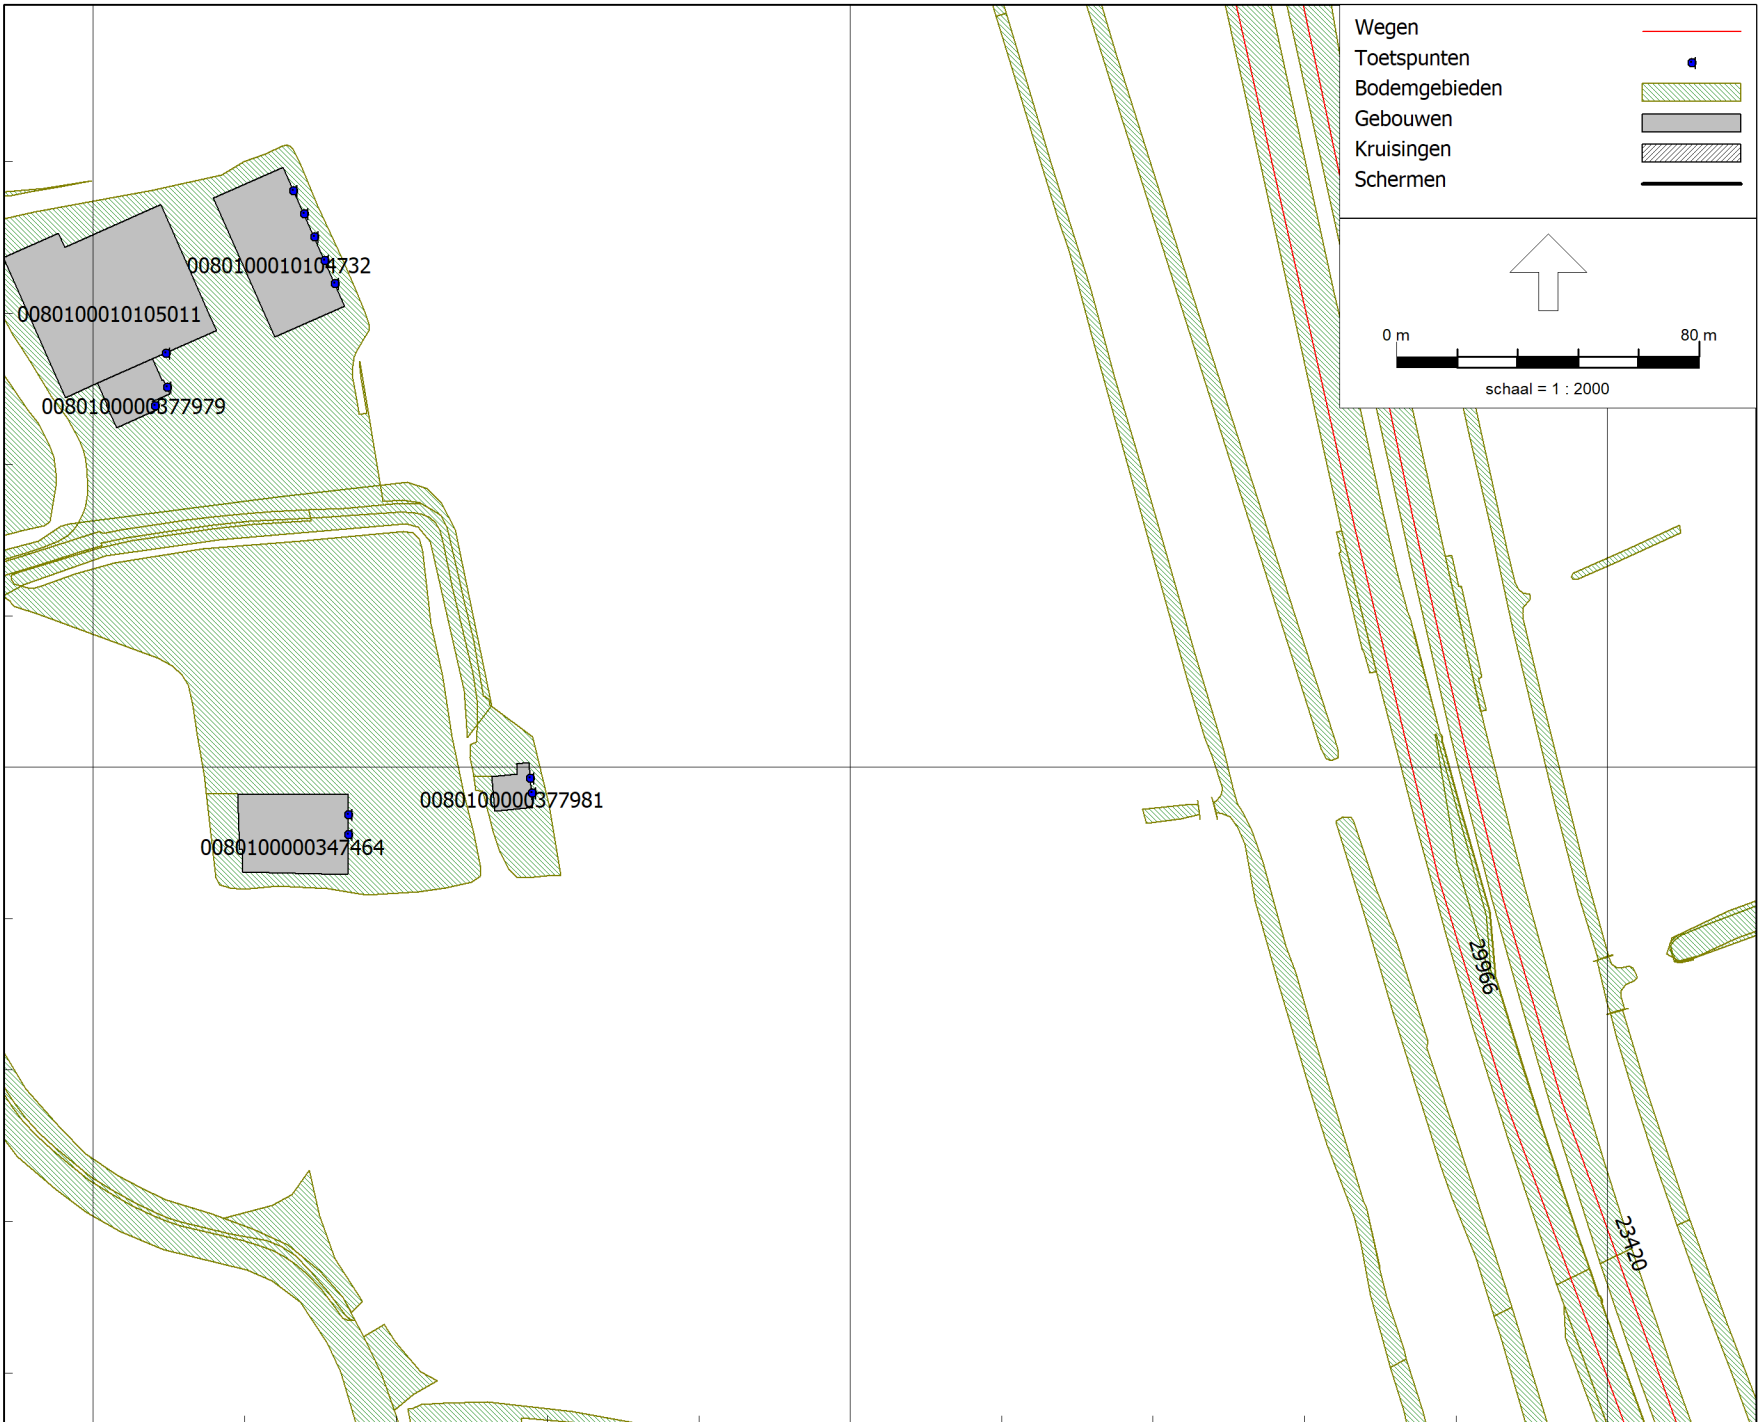 Wegen
Toetspunten
Bodemgebieden
Gebouwen
Kruisingen
Schermen
0 m 80 m
schaal = 1 : 2000
0080100010104732
0080100010105011
0080100000377979
0080100000377981
0080100000347464
29966
23420